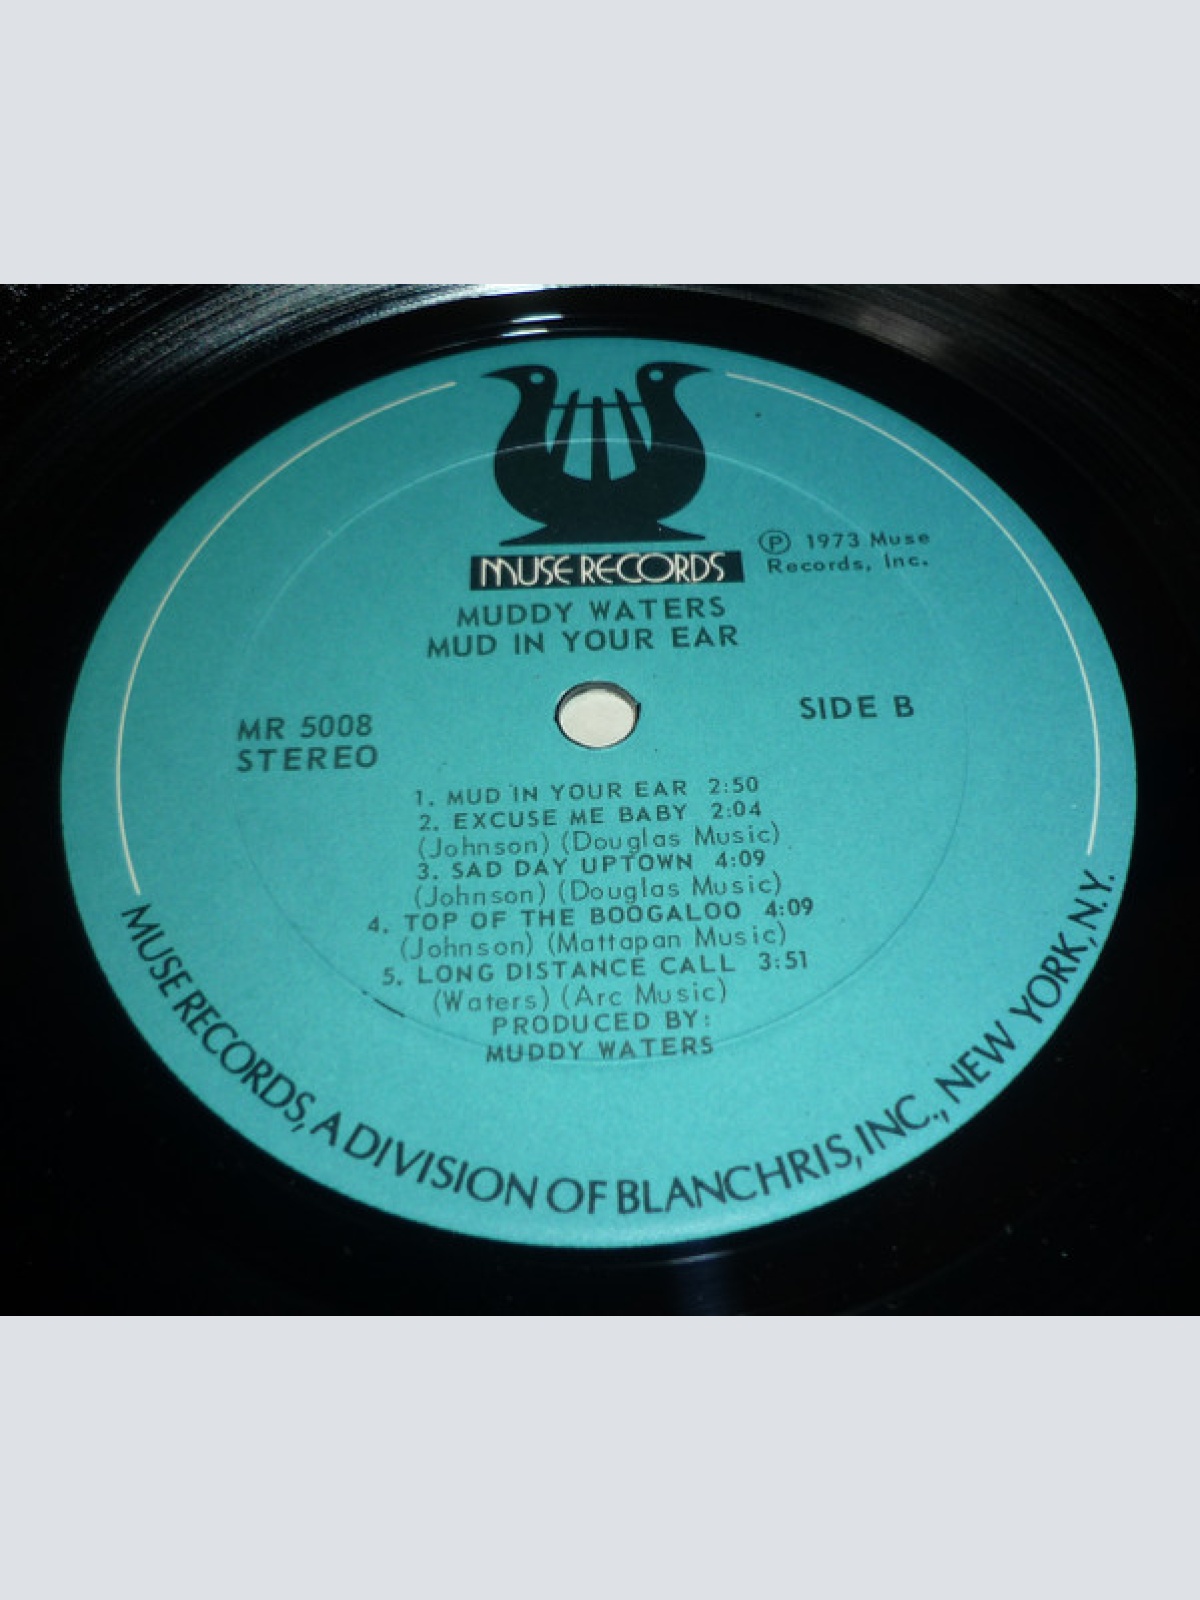 MUSE RECORDS
℗ 1973 Muse
Records, Inc.
MUDDY WATERS
MUD IN YOUR EAR
MR 5008
STEREO
SIDE B
1. MUD IN YOUR EAR 2:50
2. EXCUSE ME BABY 2:04
(Johnson) (Douglas Music)
3. SAD DAY UPTOWN 4:09
(Johnson) (Douglas Music)
4. TOP OF THE BOOGALOO 4:09
(Johnson) (Mattapan Music)
5. LONG DISTANCE CALL 3:51
(Waters) (Arc Music)
PRODUCED BY:
MUDDY WATERS
MUSE RECORDS, A DIVISION OF BLANCHRIS, INC., NEW YORK, N.Y.